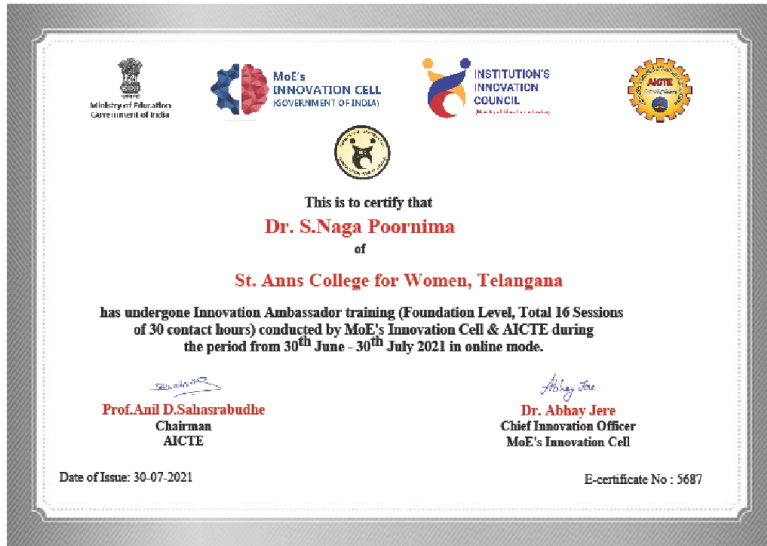 Ministry of Education
Government of India
MoE's
INNOVATION CELL
(GOVERNMENT OF INDIA)
INSTITUTION'S
INNOVATION
COUNCIL
AICTE
This is to certify that
Dr. S.Naga Poornima
of
St. Anns College for Women, Telangana
has undergone Innovation Ambassador training (Foundation Level, Total 16 Sessions
of 30 contact hours) conducted by MoE's Innovation Cell & AICTE during
the period from 30th June - 30th July 2021 in online mode.
Abhay Jere
Prof.Anil D.Sahasrabudhe
Chairman
AICTE
Dr. Abhay Jere
Chief Innovation Officer
MoE's Innovation Cell
Date of Issue: 30-07-2021
E-certificate No : 5687